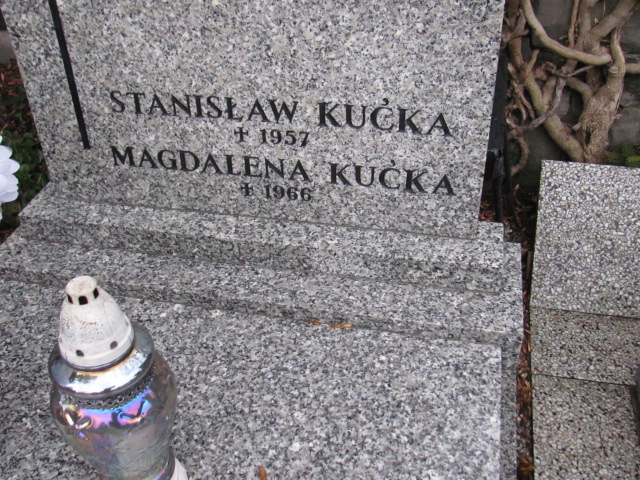 STANISŁAW KUĆKA
† 1957
MAGDALENA KUĆKA
† 1966